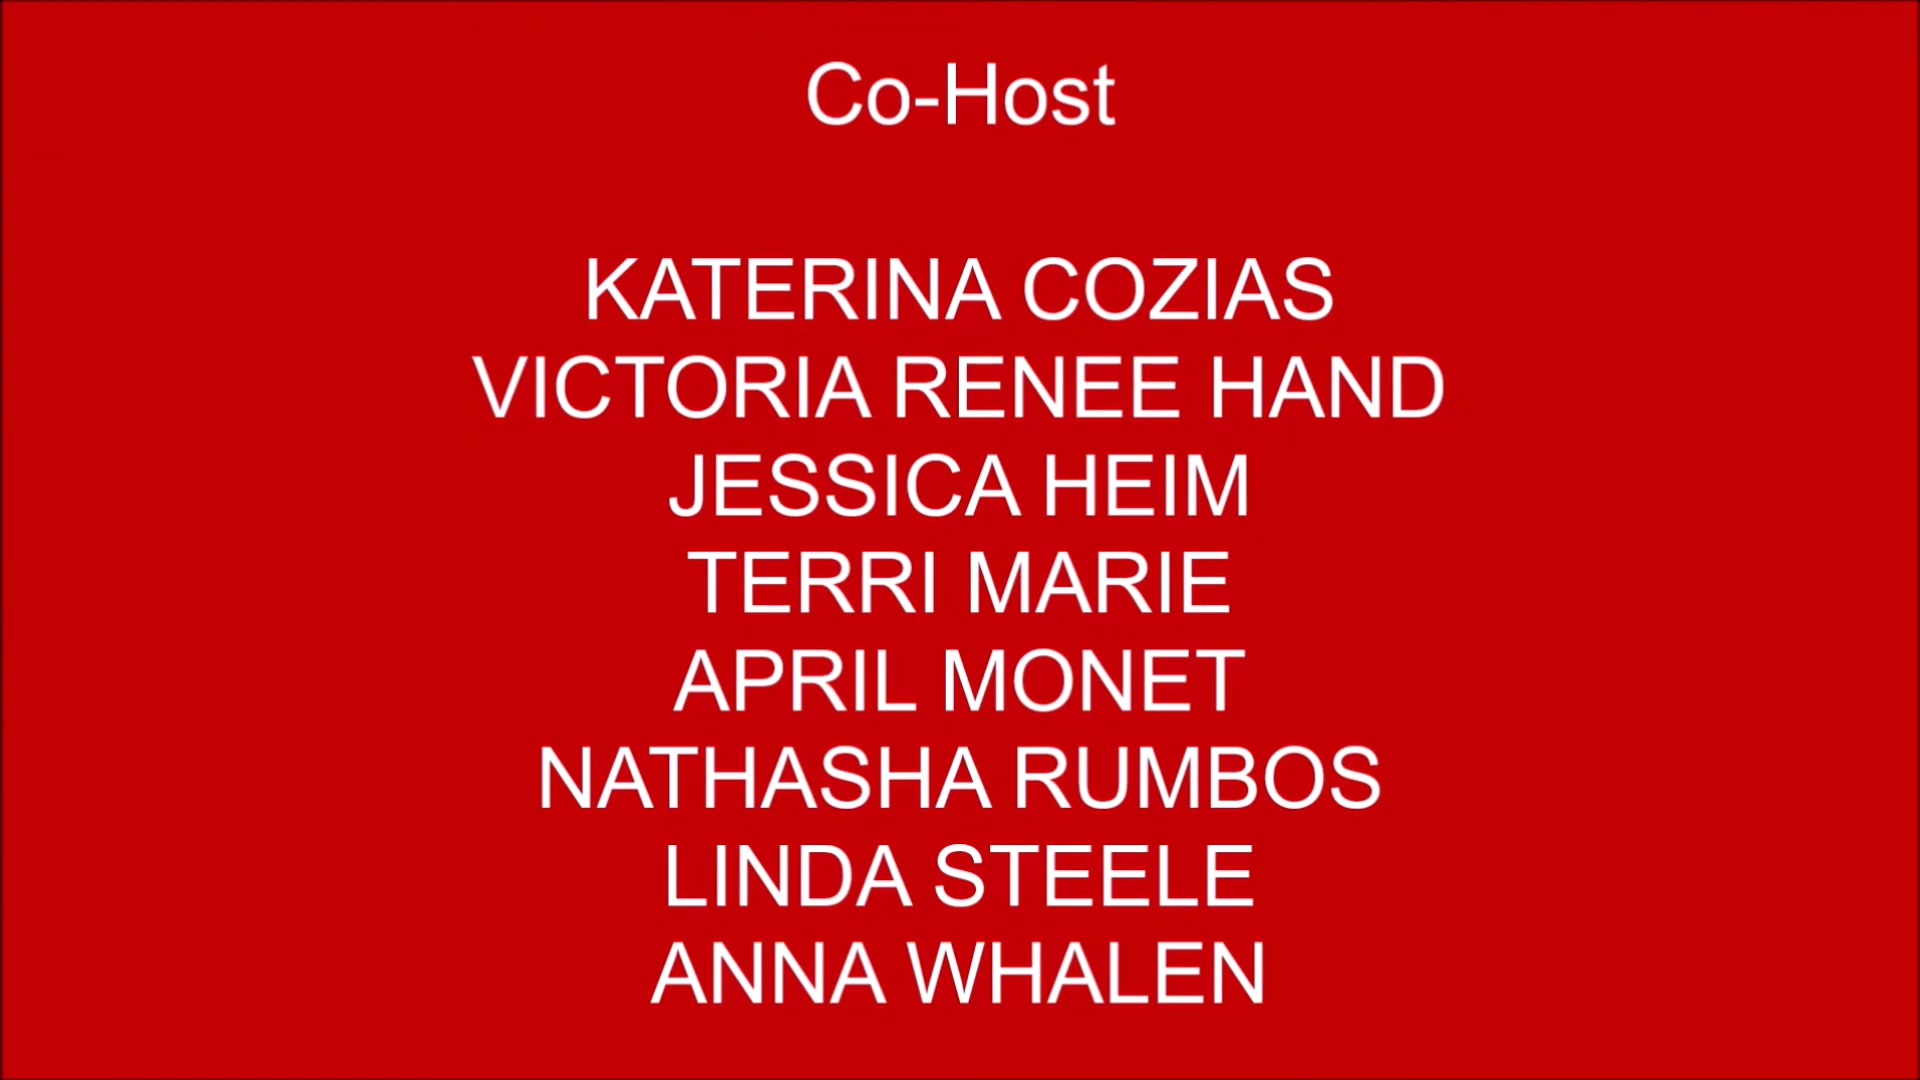 Co-Host
KATERINA COZIAS
VICTORIA RENEE HAND
JESSICA HEIM
TERRI MARIE
APRIL MONET
NATHASHA RUMBOS
LINDA STEELE
ANNA WHALEN